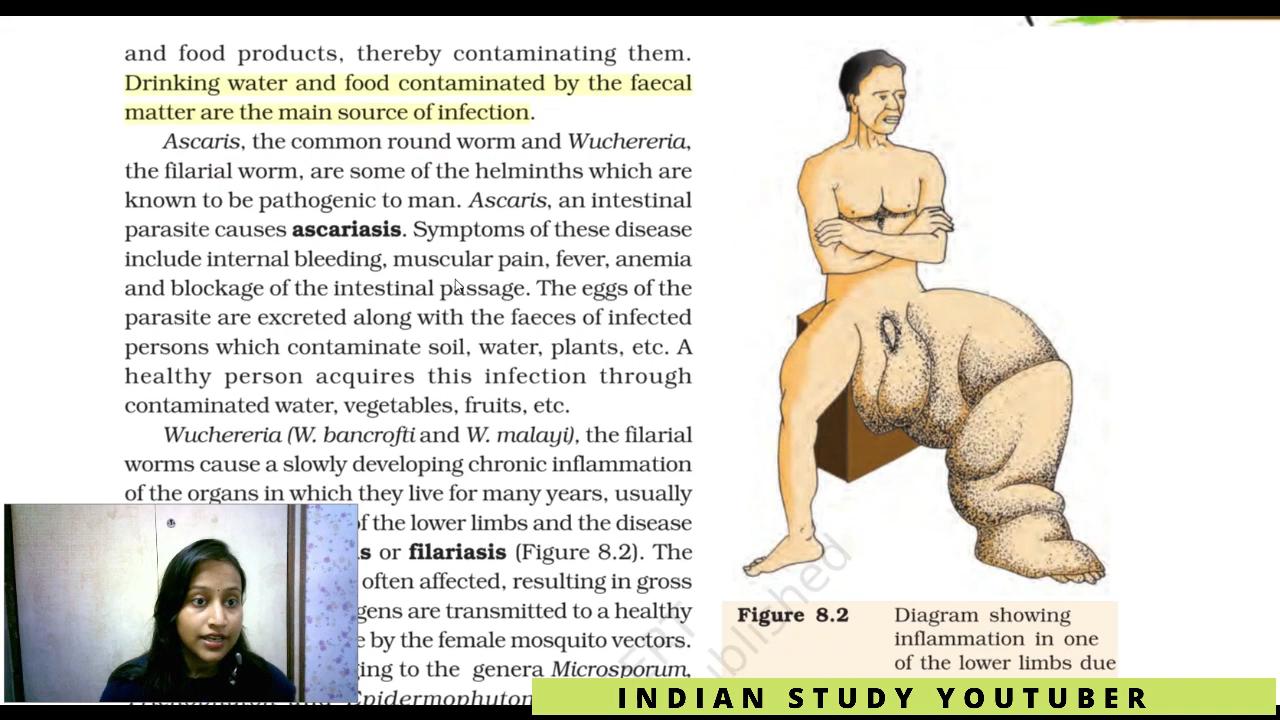 and food products, thereby contaminating them.
Drinking water and food contaminated by the faecal
matter are the main source of infection.
Ascaris, the common round worm and Wuchereria,
the filarial worm, are some of the helminths which are
known to be pathogenic to man. Ascaris, an intestinal
parasite causes ascariasis. Symptoms of these disease
include internal bleeding, muscular pain, fever, anemia
and blockage of the intestinal passage. The eggs of the
parasite are excreted along with the faeces of infected
persons which contaminate soil, water, plants, etc. A
healthy person acquires this infection through
contaminated water, vegetables, fruits, etc.
Wuchereria (W. bancrofti and W. malayi), the filarial
worms cause a slowly developing chronic inflammation
of the organs in which they live for many years, usually
of the lower limbs and the disease
or filariasis (Figure 8.2). The
often affected, resulting in gross
are transmitted to a healthy
by the female mosquito vectors.
to the genera Microsporum,
Epidermophyton
Figure 8.2 Diagram showing
inflammation in one
of the lower limbs due
INDIAN STUDY YOUTUBER